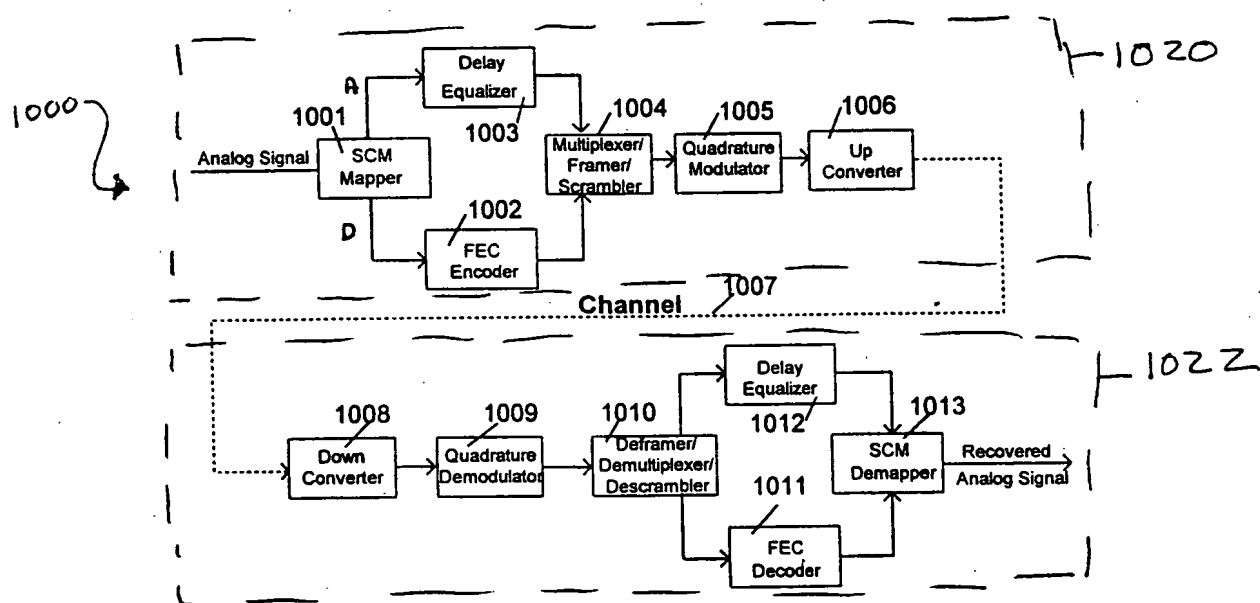 1020
1000
Delay
Equalizer
1003
A
1001
SCM
Mapper
Analog Signal
D
1002
FEC
Encoder
1004
Multiplexer/
Framer/
Scrambler
1005
Quadrature
Modulator
1006
Up
Converter
Channel
1007
1022
1008
Down
Converter
1009
Quadrature
Demodulator
1010
Deframer/
Demultiplexer/
Descrambler
Delay
Equalizer
1012
1011
FEC
Decoder
1013
SCM
Demapper
Recovered
Analog Signal